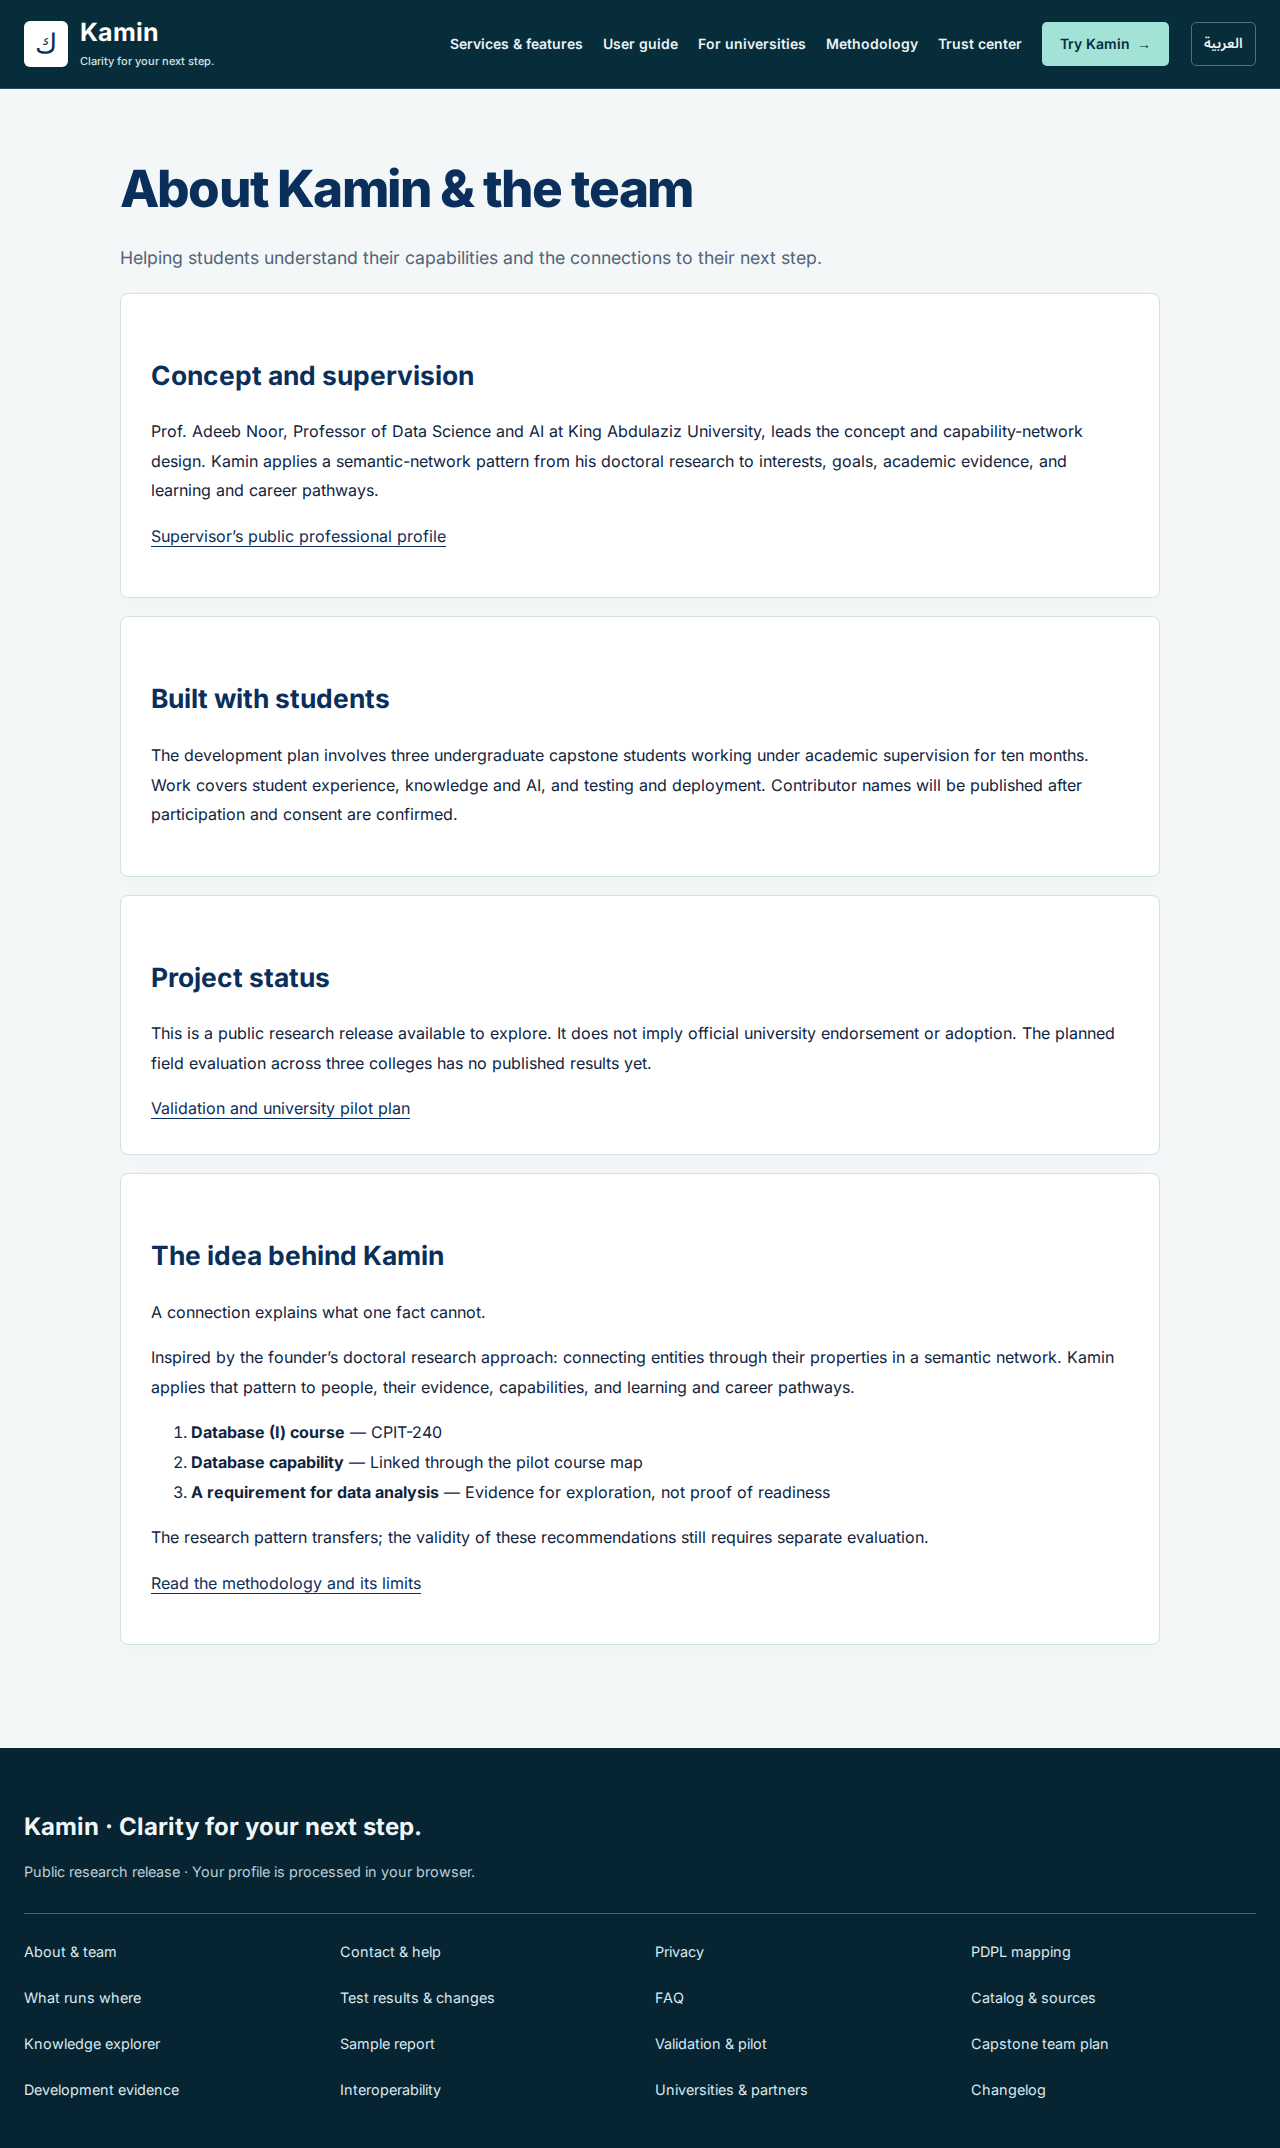 ك
Kamin
Clarity for your next step.
Services & features
User guide
For universities
Methodology
Trust center
Try Kamin →
العربية
About Kamin & the team
Helping students understand their capabilities and the connections to their next step.
Concept and supervision
Prof. Adeeb Noor, Professor of Data Science and AI at King Abdulaziz University, leads the concept and capability-network
design. Kamin applies a semantic-network pattern from his doctoral research to interests, goals, academic evidence, and
learning and career pathways.
Supervisor’s public professional profile
Built with students
The development plan involves three undergraduate capstone students working under academic supervision for ten months.
Work covers student experience, knowledge and AI, and testing and deployment. Contributor names will be published after
participation and consent are confirmed.
Project status
This is a public research release available to explore. It does not imply official university endorsement or adoption. The planned
field evaluation across three colleges has no published results yet.
Validation and university pilot plan
The idea behind Kamin
A connection explains what one fact cannot.
Inspired by the founder’s doctoral research approach: connecting entities through their properties in a semantic network. Kamin
applies that pattern to people, their evidence, capabilities, and learning and career pathways.
1. Database (I) course — CPIT-240
2. Database capability — Linked through the pilot course map
3. A requirement for data analysis — Evidence for exploration, not proof of readiness
The research pattern transfers; the validity of these recommendations still requires separate evaluation.
Read the methodology and its limits
Kamin · Clarity for your next step.
Public research release · Your profile is processed in your browser.
About & team
Contact & help
Privacy
PDPL mapping
What runs where
Test results & changes
FAQ
Catalog & sources
Knowledge explorer
Sample report
Validation & pilot
Capstone team plan
Development evidence
Interoperability
Universities & partners
Changelog